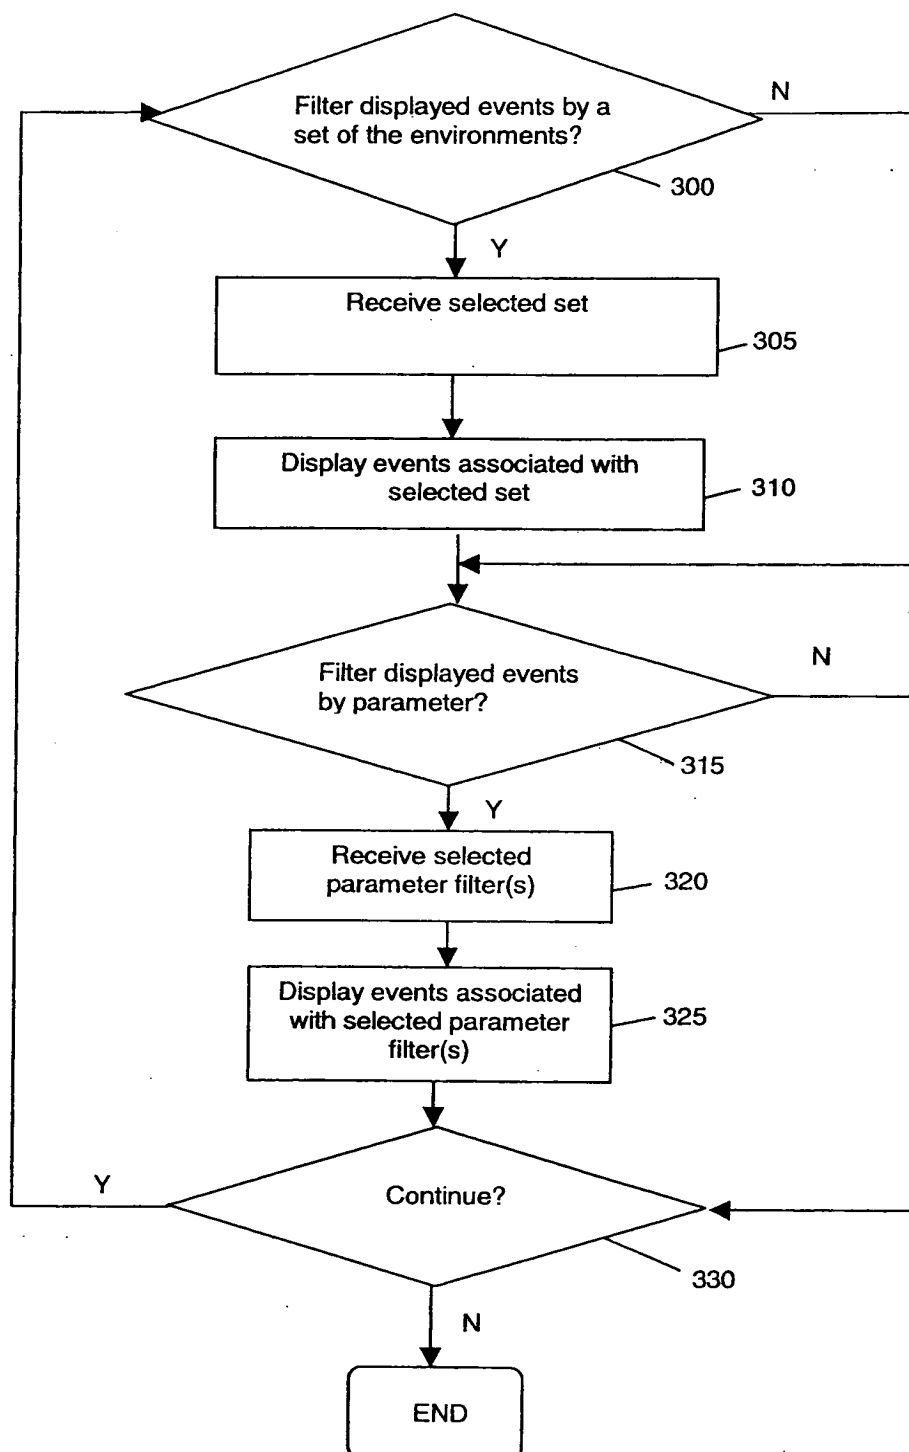 Filter displayed events by a
set of the environments?
N
300
Y
Receive selected set
305
Display events associated with
selected set
310
Filter displayed events
by parameter?
N
315
Y
Receive selected
parameter filter(s)
320
Display events associated
with selected parameter
filter(s)
325
Y
Continue?
330
N
END